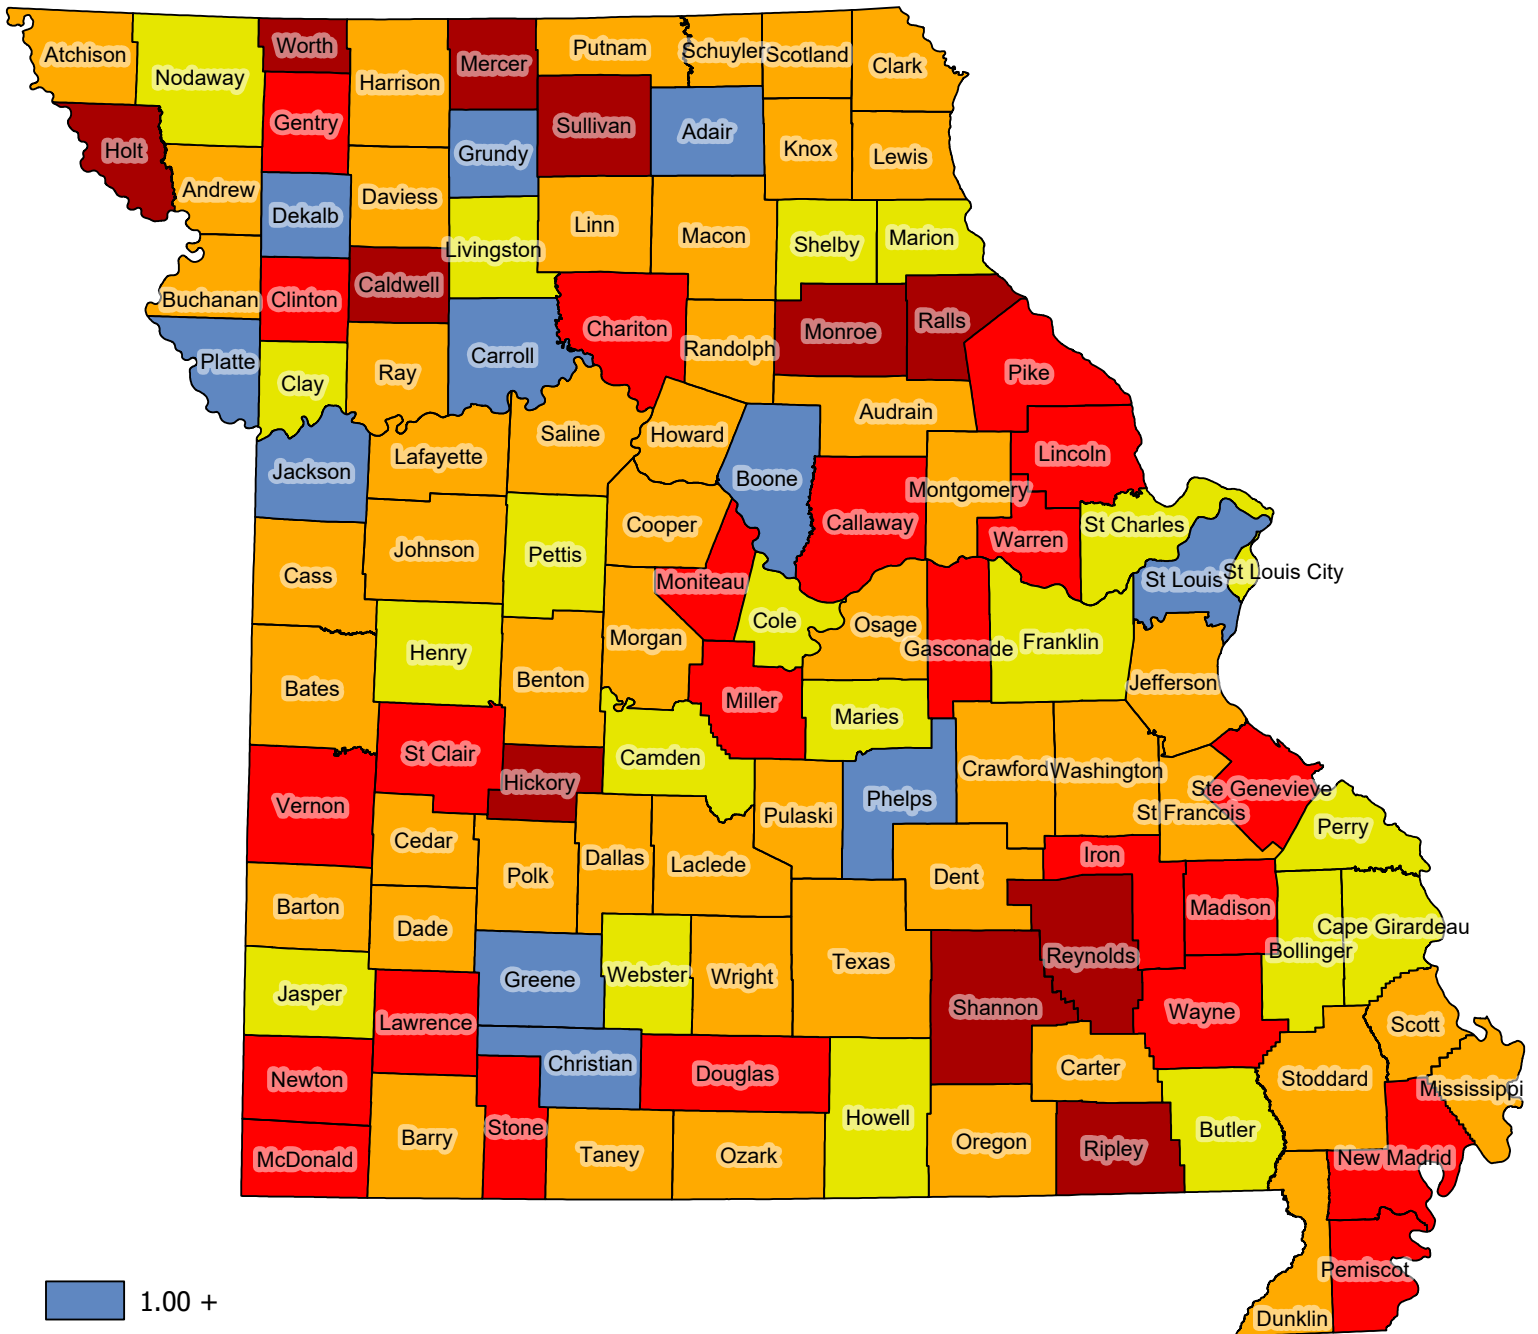 Atchison
Nodaway
Worth
Harrison
Mercer
Putnam
Schuyler
Scotland
Clark
Gentry
Sullivan
Adair
Holt
Grundy
Knox
Lewis
Andrew
Dekalb
Daviess
Livingston
Linn
Macon
Shelby
Marion
Buchanan
Clinton
Caldwell
Chariton
Randolph
Monroe
Ralls
Platte
Clay
Ray
Carroll
Pike
Audrain
Jackson
Lafayette
Saline
Howard
Boone
Lincoln
Montgomery
Callaway
Cooper
Warren
St Charles
Johnson
Pettis
Cass
Moniteau
St Louis
St Louis City
Cole
Henry
Morgan
Osage
Gasconade
Franklin
Bates
Benton
Miller
Maries
Jefferson
St Clair
Camden
Hickory
Vernon
Phelps
Crawford
Washington
Ste Genevieve
Pulaski
St Francois
Perry
Cedar
Polk
Dallas
Laclede
Dent
Iron
Barton
Dade
Madison
Cape Girardeau
Bollinger
Jasper
Greene
Webster
Wright
Texas
Reynolds
Shannon
Wayne
Lawrence
Scott
Newton
Christian
Douglas
Carter
Stoddard
Mississippi
McDonald
Barry
Stone
Taney
Ozark
Howell
Oregon
Ripley
Butler
New Madrid
Pemiscot
Dunklin
1.00 +